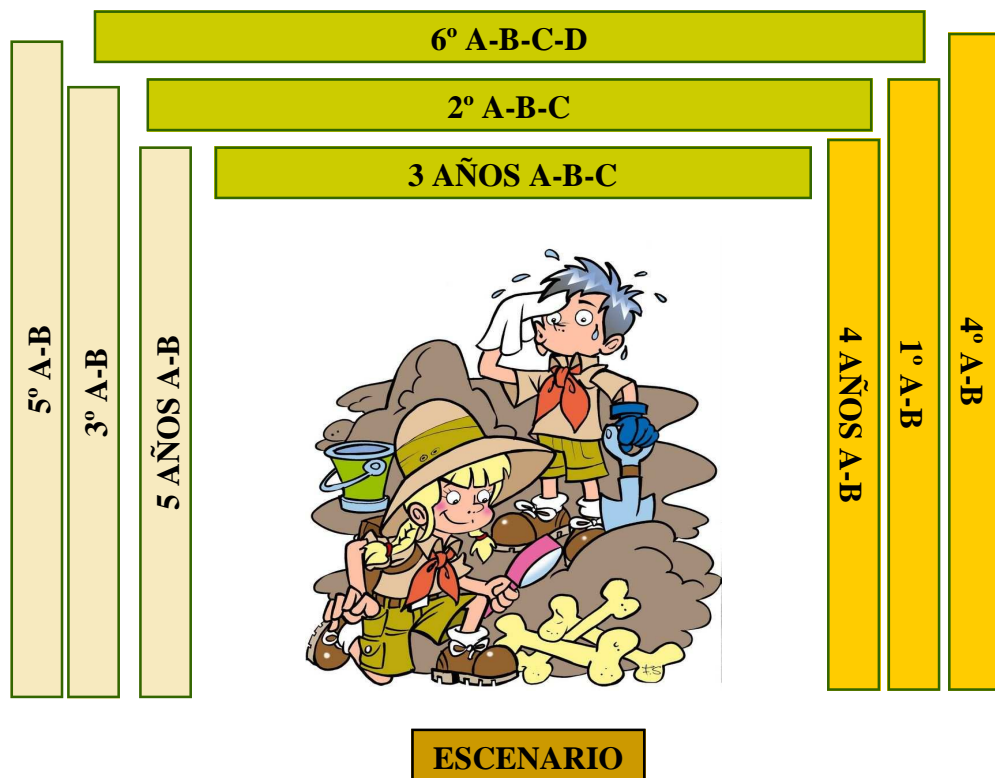 6º A-B-C-D
2º A-B-C
3 AÑOS A-B-C
5º A-B
3º A-B
5 AÑOS A-B
4 AÑOS A-B
1º A-B
4º A-B
ESCENARIO